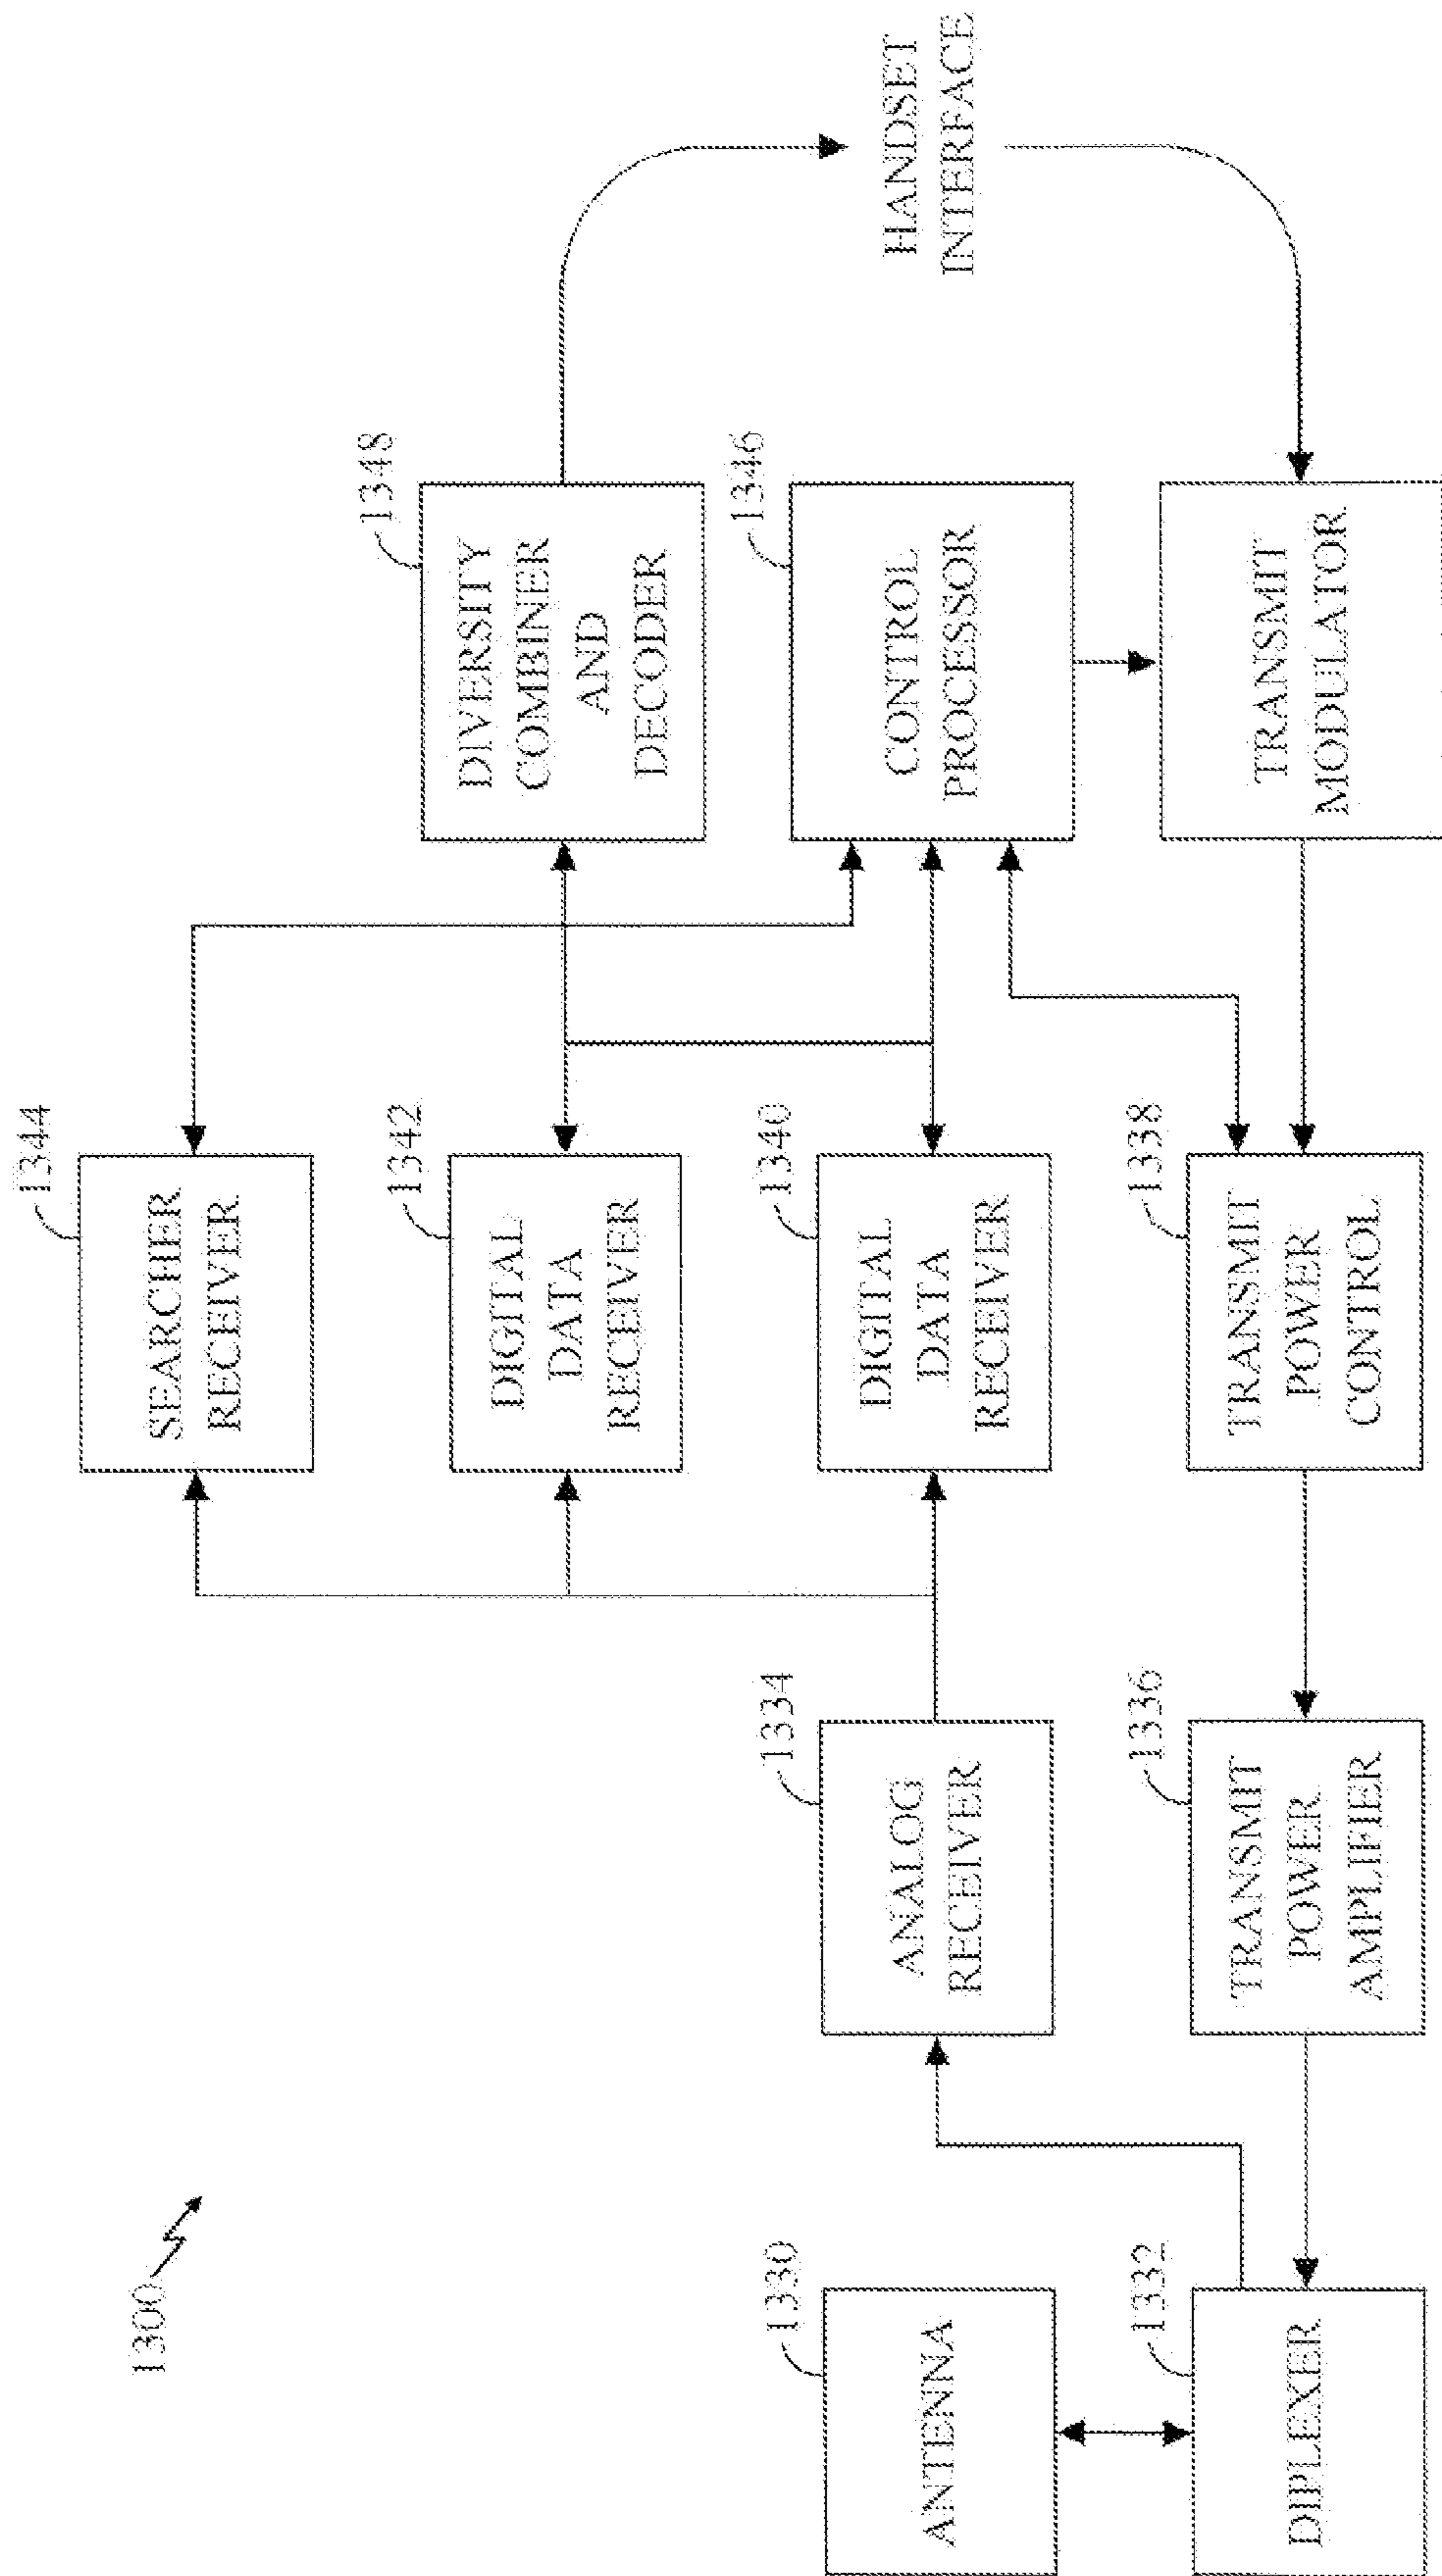 1300
1344
SEARCHER
RECEIVER
1342
DIGITAL
DATA
RECEIVER
1348
DIVERSITY
COMBINER
AND
DECODER
1330
ANTENNA
1334
ANALOG
RECEIVER
1340
DIGITAL
DATA
RECEIVER
1346
CONTROL
PROCESSOR
HANDSET
INTERFACE
1332
DIPLEXER
1336
TRANSMIT
POWER
AMPLIFIER
1338
TRANSMIT
POWER
CONTROL
TRANSMIT
MODULATOR